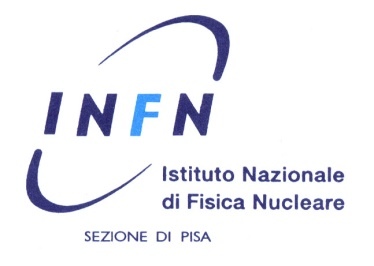 INFN
Istituto Nazionale
di Fisica Nucleare
SEZIONE DI PISA